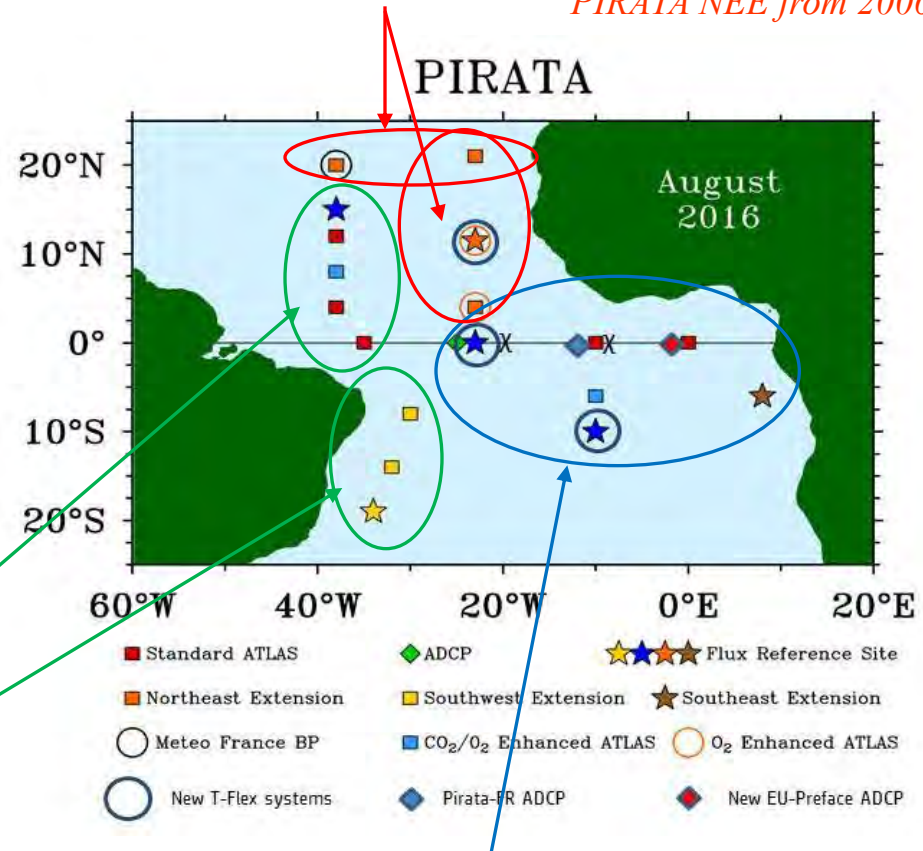 PIRATA NEE from 2006
PIRATA
20°N
10°N
0°
10°S
20°S
August
2016
60°W
40°W
20°W
0°E
20°E
Standard ATLAS
ADCP
Flux Reference Site
Northeast Extension
Southwest Extension
Southeast Extension
Meteo France BP
CO₂/0₂ Enhanced ATLAS
O₂ Enhanced ATLAS
New T-Flex systems
Pirata-FR ADCP
New EU-Preface ADCP